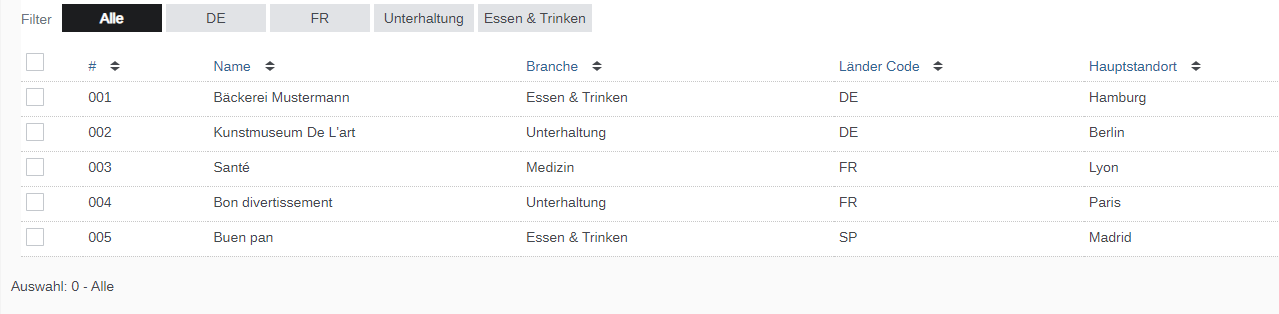 Filter Alle DE FR Unterhaltung Essen & Trinken
# Name Branche Länder Code Hauptstandort
001 Bäckerei Mustermann Essen & Trinken DE Hamburg
002 Kunstmuseum De L'art Unterhaltung DE Berlin
003 Santé Medizin FR Lyon
004 Bon divertissement Unterhaltung FR Paris
005 Buen pan Essen & Trinken SP Madrid
Auswahl: 0 - Alle